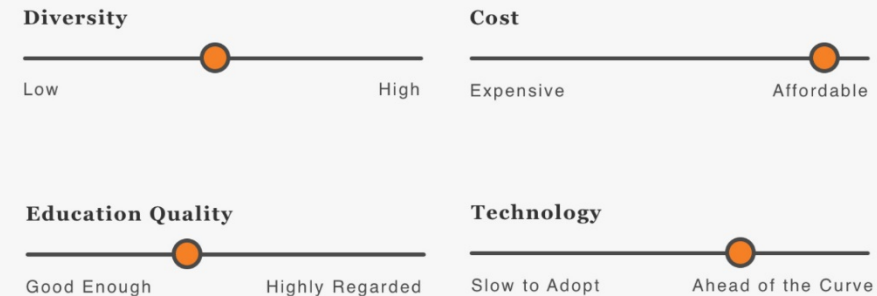 Diversity
Low High
Cost
Expensive Affordable
Education Quality
Good Enough Highly Regarded
Technology
Slow to Adopt Ahead of the Curve